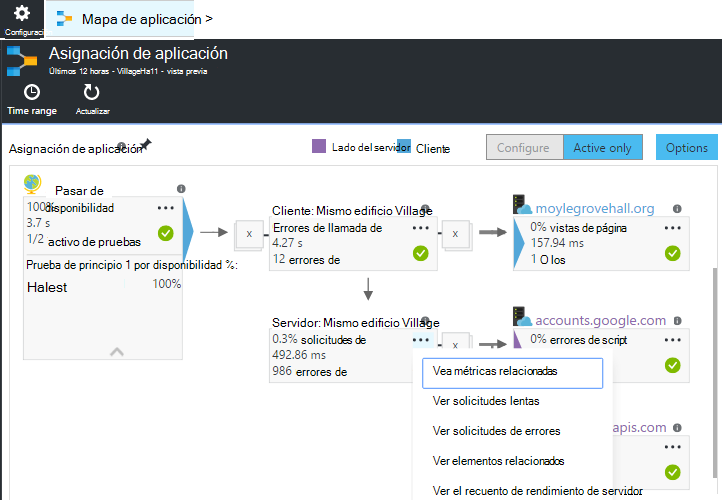 Configuración
Mapa de aplicación >
Asignación de aplicación
Últimos 12 horas - VillageHa11 - vista previa
Time range
Actualizar
Asignación de aplicación
Lado del servidor
Cliente
Configure
Active only
Options
Pasar de
100% disponibilidad
3.7 s
1/2 activo de pruebas
Prueba de principio 1 por disponibilidad %:
Halest 100%
x
Cliente: Mismo edificio Village
Errores de llamada de
4.27 s
12 errores de
x
moylegrovehall.org
0% vistas de página
157.94 ms
1 O los
Servidor: Mismo edificio Village
0.3% solicitudes de
492.86 ms
986 errores de
x
accounts.google.com
0% errores de script
Vea métricas relacionadas
Ver solicitudes lentas
Ver solicitudes de errores
Ver elementos relacionados
Ver el recuento de rendimiento de servidor.
apis.com